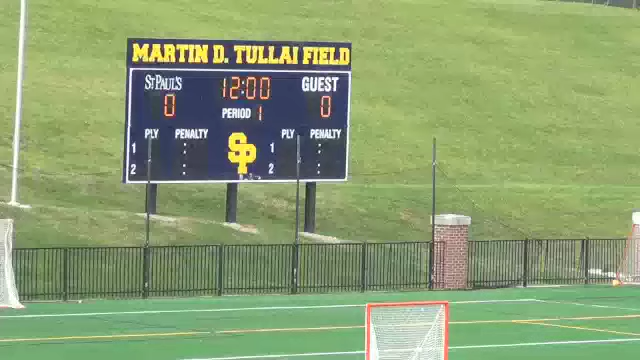 MARTIN D. TULLAI FIELD
ST PAUL'S 12:00 GUEST
0 PERIOD 1 0
PLY PENALTY PLY PENALTY
1 : SP 1 :
2 : 2 :